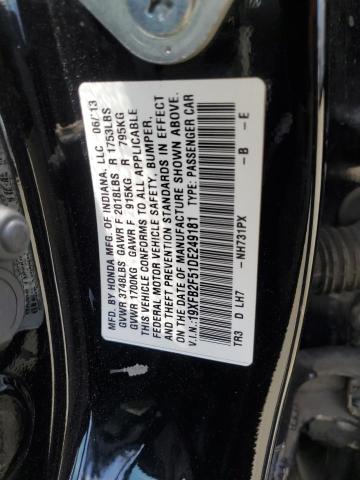 MFD. BY HONDA MFG. OF INDIANA, LLC 06/13
GVWR 3748LBS GAWR F 2018LBS R 1753LBS
GVWR 1700KG GAWR F 915KG R 795KG
THIS VEHICLE CONFORMS TO ALL APPLICABLE
FEDERAL MOTOR VEHICLE SAFETY, BUMPER,
AND THEFT PREVENTION STANDARDS IN EFFECT
ON THE DATE OF MANUFACTURE SHOWN ABOVE.
V.I.N. 19XFB2F51DE249181 TYPE: PASSENGER CAR
TR3 D LH7 - NH731PX - B - E